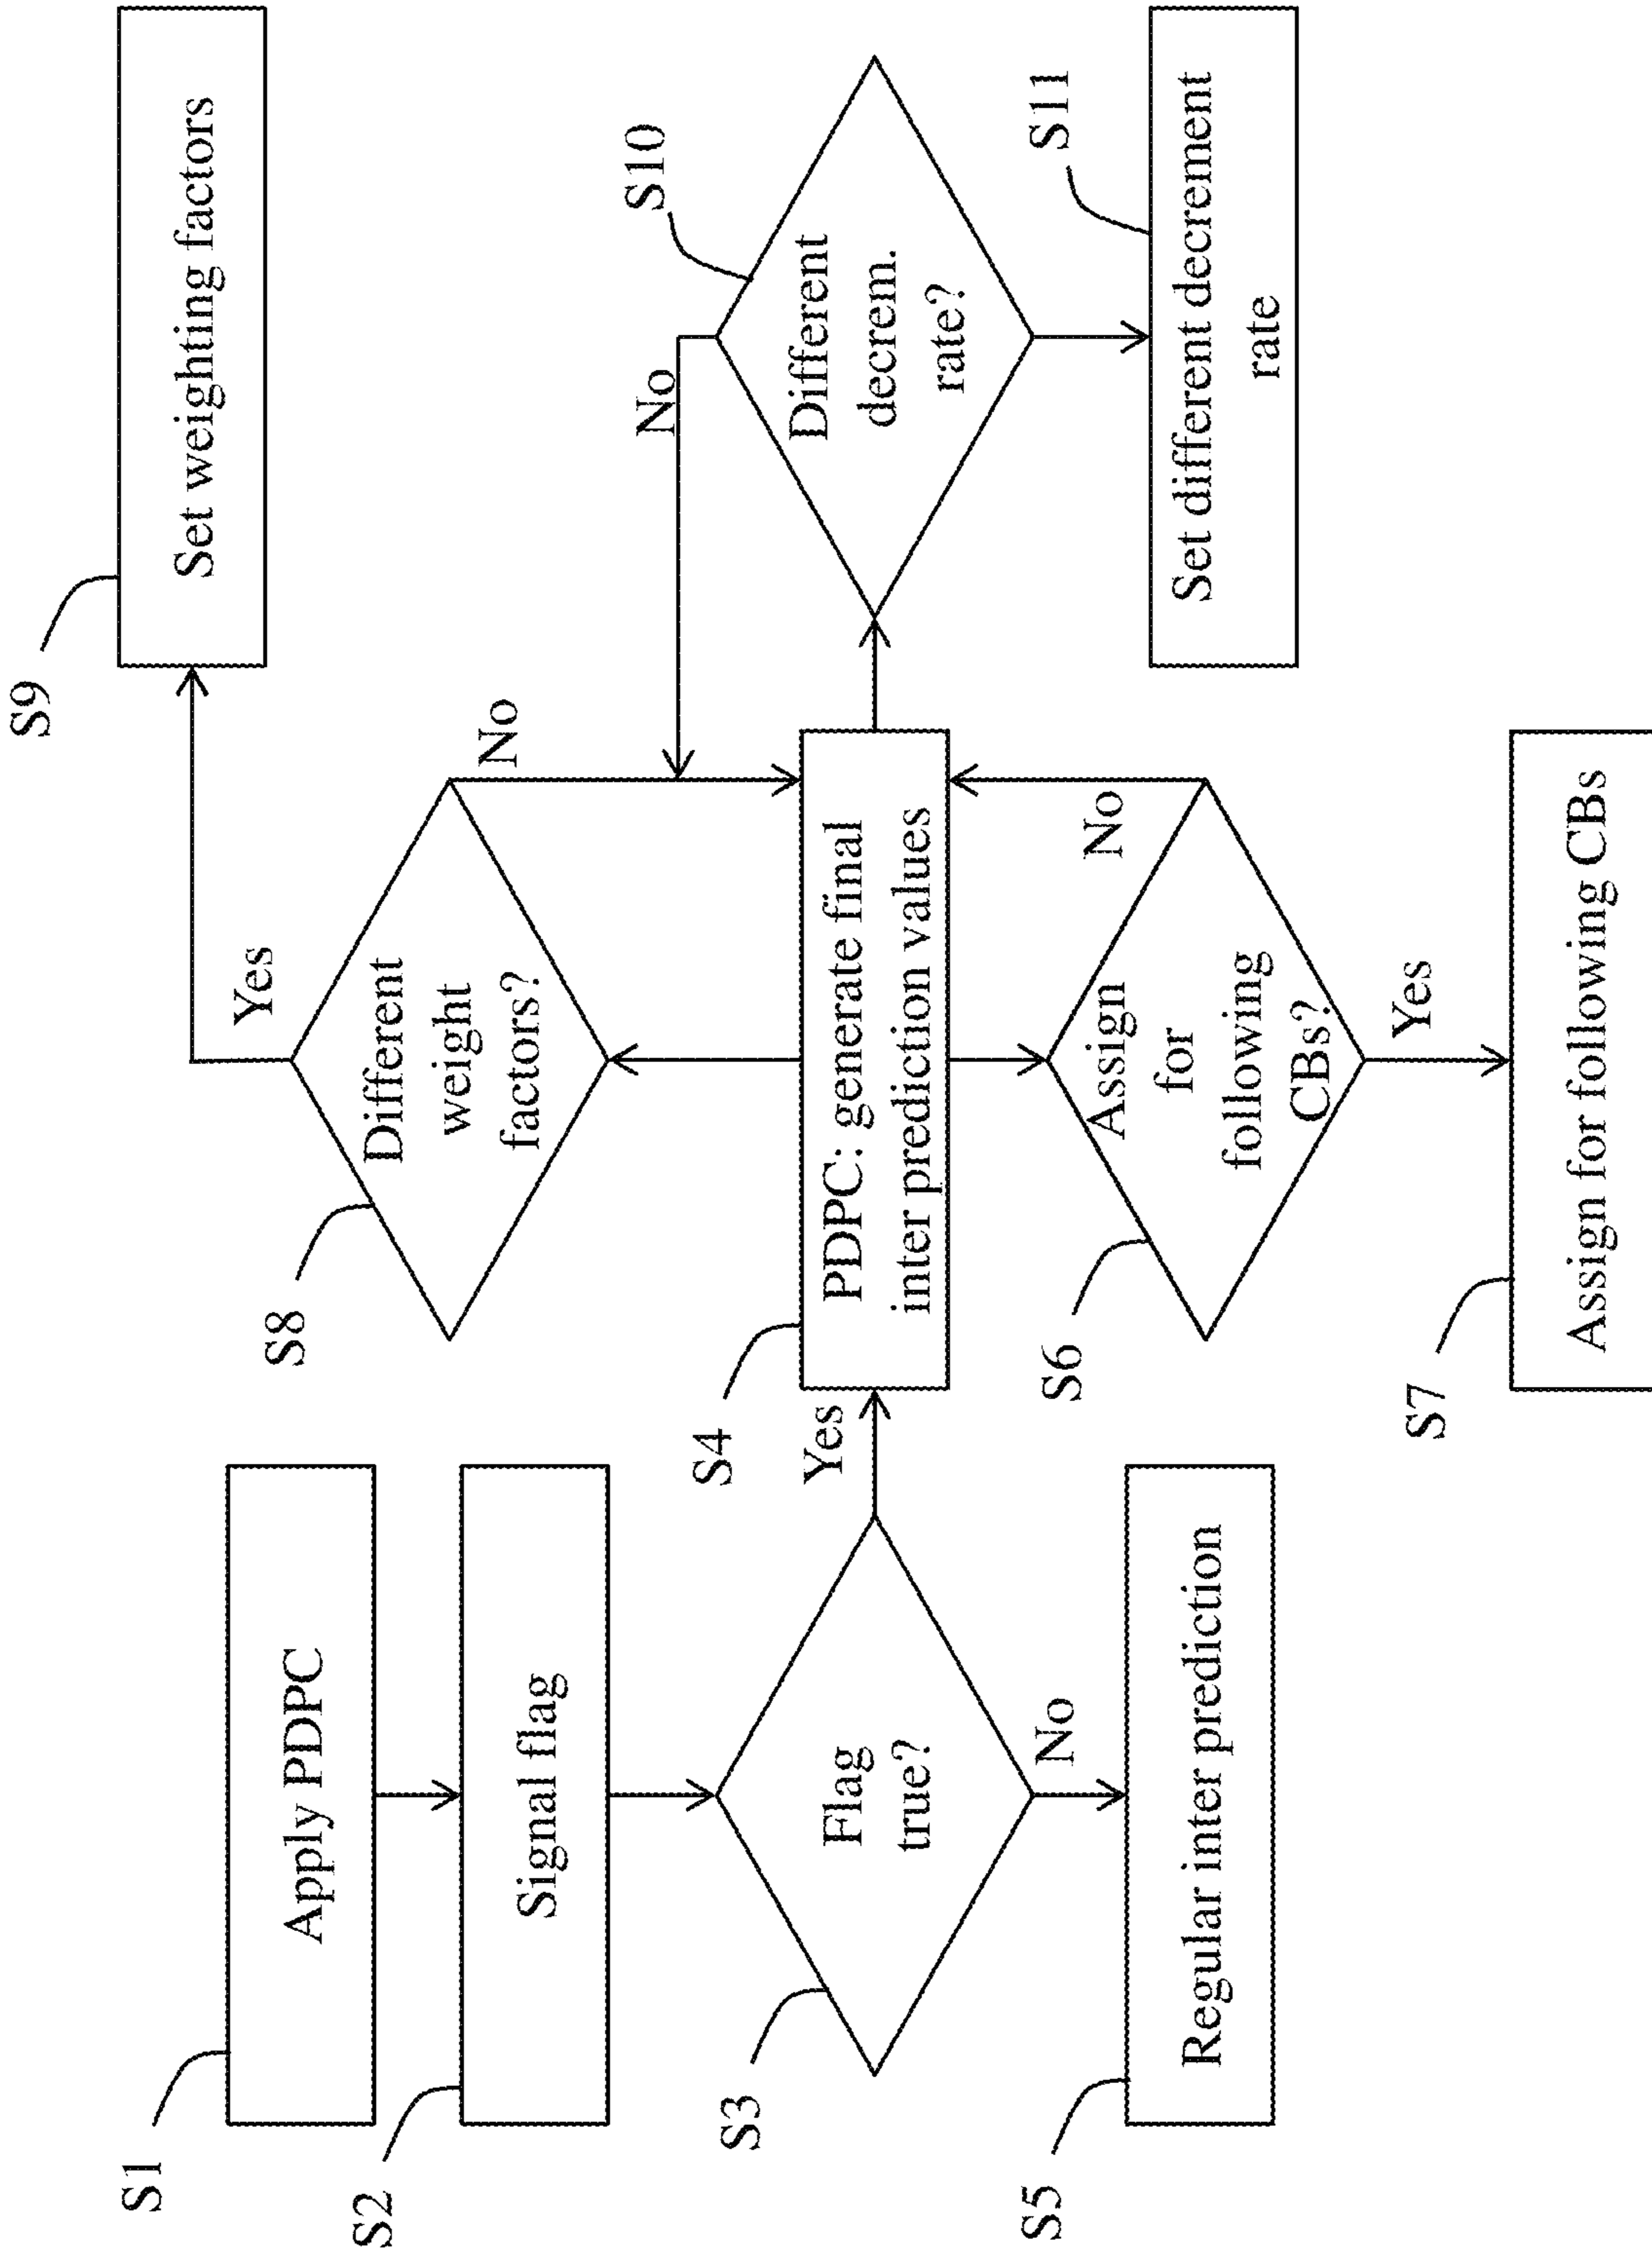 S1
Apply PDPC
S2
Signal flag
S3
Flag
true?
Yes
No
S5
Regular inter prediction
S4
PDPC: generate final
inter prediction values
S8
Different
weight
factors?
Yes
No
S9
Set weighting factors
S6
Assign
for
following
CBs?
No
Yes
S7
Assign for following CBs
S10
Different
decrem.
rate?
No
S11
Set different decrement
rate